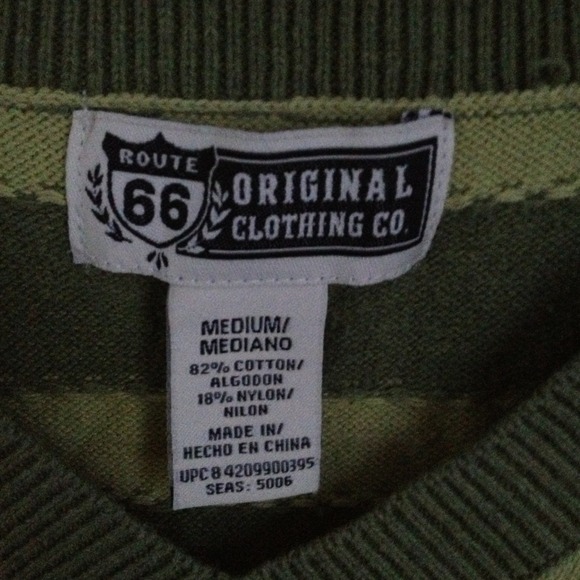 ROUTE
66
ORIGINAL
CLOTHING CO.
MEDIUM/
MEDIANO
82% COTTON/
ALGODON
18% NYLON/
NILON
MADE IN/
HECHO EN CHINA
UPC 8 4209900395
SEAS: 5006